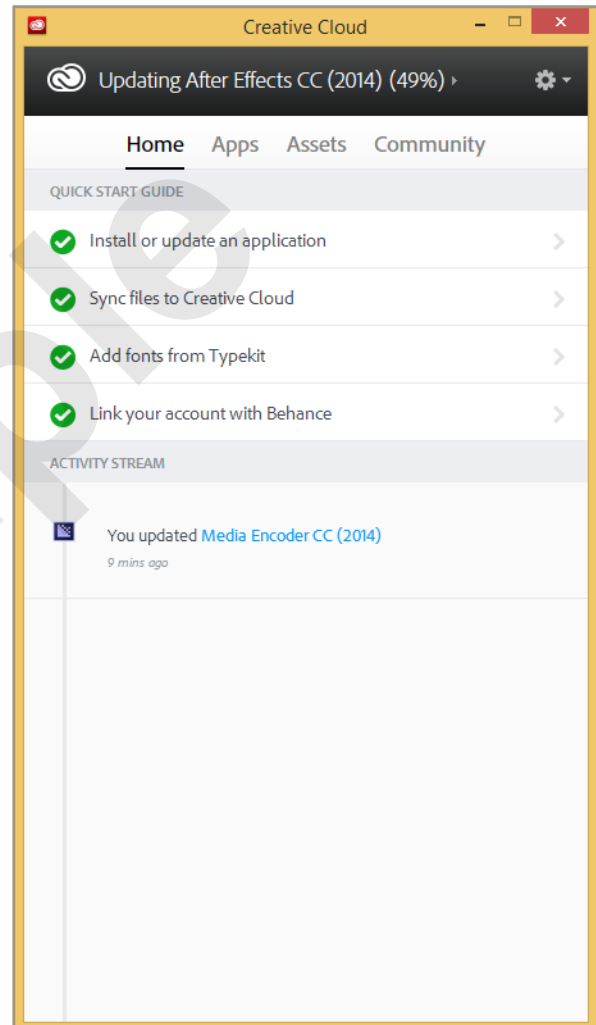 Creative Cloud
Updating After Effects CC (2014) (49%)
Home Apps Assets Community
QUICK START GUIDE
Install or update an application
Sync files to Creative Cloud
Add fonts from Typekit
Link your account with Behance
ACTIVITY STREAM
You updated Media Encoder CC (2014)
9 mins ago
ple